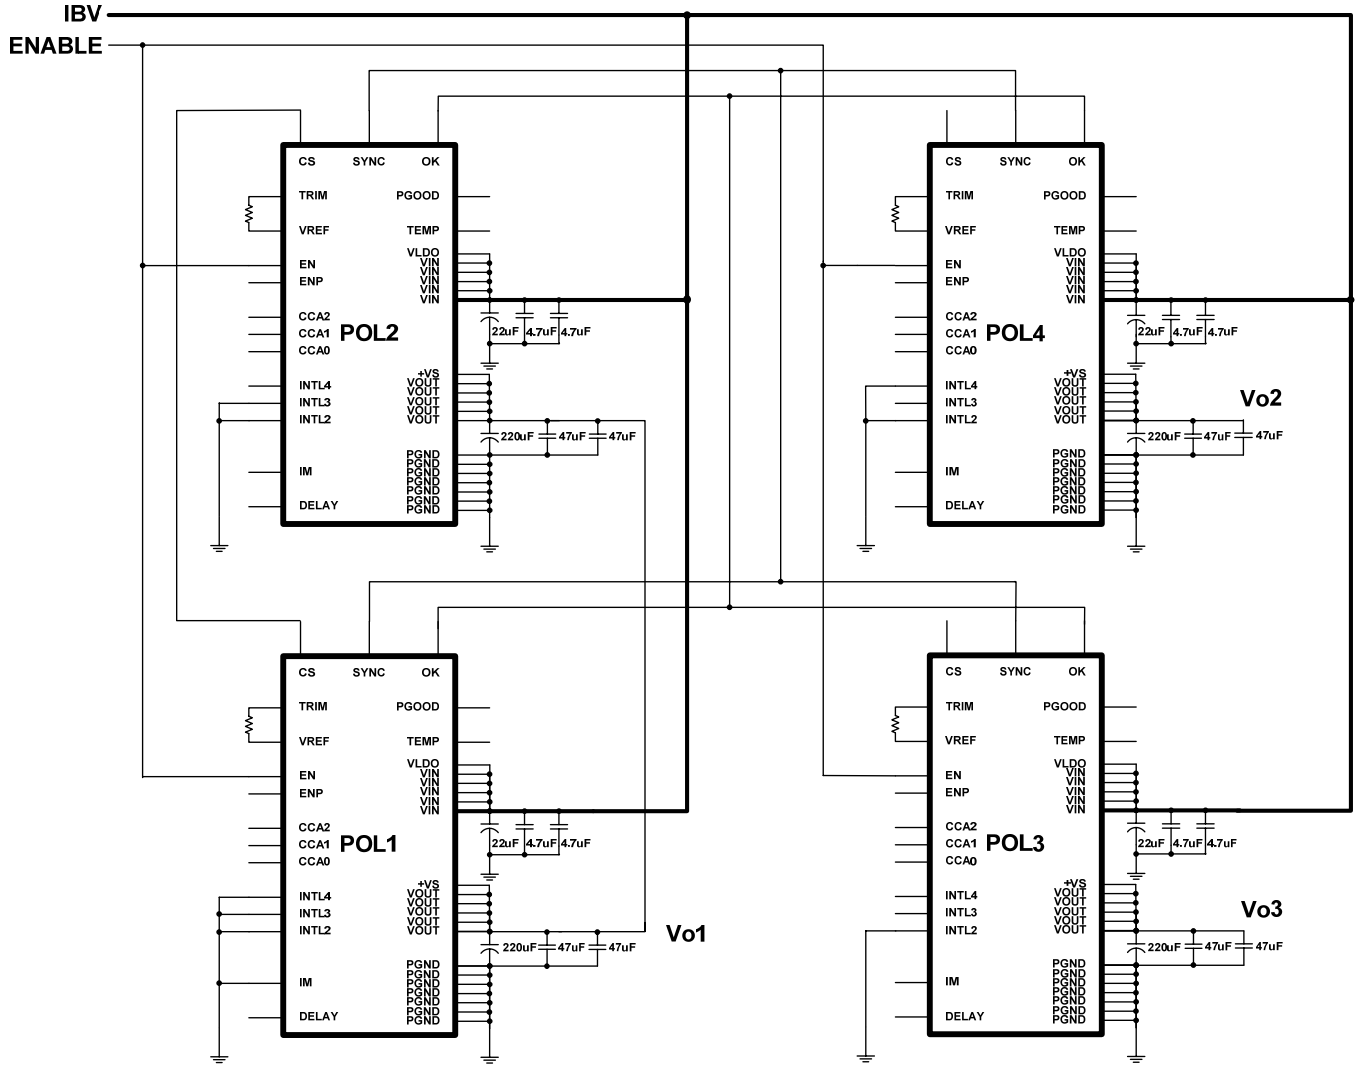 IBV
ENABLE
CS SYNC OK
TRIM PGOOD
VREF TEMP
VLDO
EN VIN
VIN
ENP VIN
VIN
VIN
CCA2
CCA1 POL2 22uF 4.7uF 4.7uF
CCA0
+VS
INTL4 VOUT
VOUT
INTL3 VOUT
VOUT
INTL2 VOUT
220uF 47uF 47uF
PGND
PGND
IM PGND
PGND
PGND
DELAY PGND
PGND
CS SYNC OK
TRIM PGOOD
VREF TEMP
VLDO
EN VIN
VIN
ENP VIN
VIN
VIN
CCA2
CCA1 POL4 22uF 4.7uF 4.7uF
CCA0
+VS
INTL4 VOUT
VOUT
INTL3 VOUT
VOUT
INTL2 VOUT
Vo2
220uF 47uF 47uF
PGND
PGND
IM PGND
PGND
PGND
DELAY PGND
PGND
CS SYNC OK
TRIM PGOOD
VREF TEMP
VLDO
EN VIN
VIN
ENP VIN
VIN
VIN
CCA2
CCA1 POL1 22uF 4.7uF 4.7uF
CCA0
+VS
INTL4 VOUT
VOUT
INTL3 VOUT
VOUT
INTL2 VOUT
Vo1
220uF 47uF 47uF
PGND
PGND
IM PGND
PGND
PGND
DELAY PGND
PGND
CS SYNC OK
TRIM PGOOD
VREF TEMP
VLDO
EN VIN
VIN
ENP VIN
VIN
VIN
CCA2
CCA1 POL3 22uF 4.7uF 4.7uF
CCA0
+VS
INTL4 VOUT
VOUT
INTL3 VOUT
VOUT
INTL2 VOUT
Vo3
220uF 47uF 47uF
PGND
PGND
IM PGND
PGND
PGND
DELAY PGND
PGND